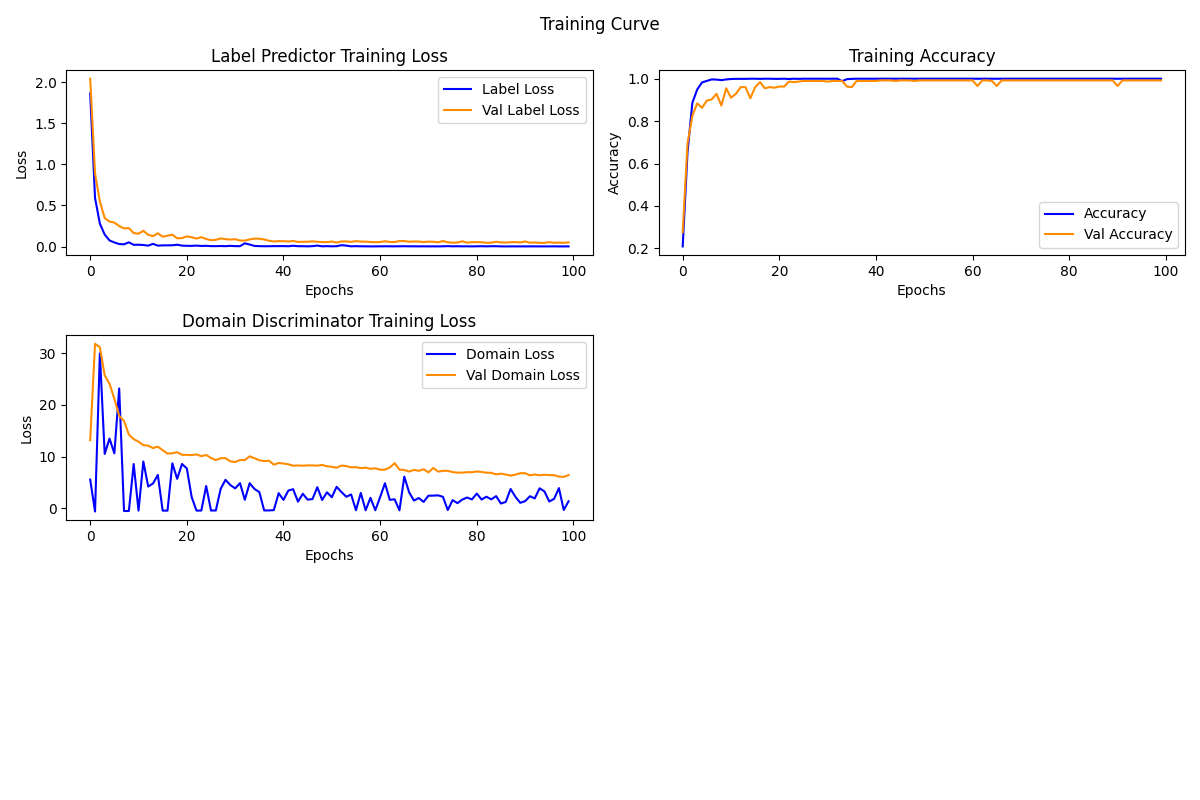 Training Curve
Label Predictor Training Loss
2.0
1.5
1.0
0.5
0.0
Loss
0 20 40 60 80 100
Epochs
Label Loss
Val Label Loss
Training Accuracy
1.0
0.8
0.6
0.4
0.2
Accuracy
0 20 40 60 80 100
Epochs
Accuracy
Val Accuracy
Domain Discriminator Training Loss
30
20
10
0
Loss
0 20 40 60 80 100
Epochs
Domain Loss
Val Domain Loss